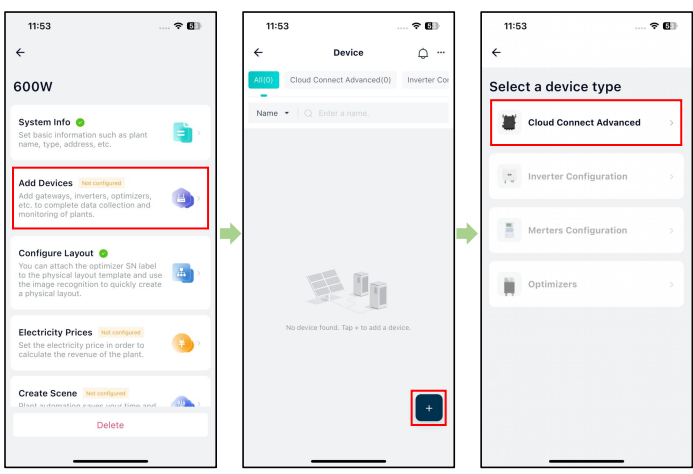 11:53
600W
System Info
Set basic information such as plant
name, type, address, etc.
Add Devices Not configured
Add gateways, inverters, optimizers,
etc. to complete data collection and
monitoring of plants.
Configure Layout
You can attach the optimizer SN label
to the physical layout template and use
the image recognition to quickly create
a physical layout.
Electricity Prices Not configured
Set the electricity price in order to
calculate the revenue of the plant.
Create Scene Not configured
Plant automation saves your time and
Delete
11:53
Device
All(0) Cloud Connect Advanced(0) Inverter Cor
Name Enter a name.
No device found. Tap + to add a device.
+
11:53
Select a device type
Cloud Connect Advanced
Inverter Configuration
Merters Configuration
Optimizers